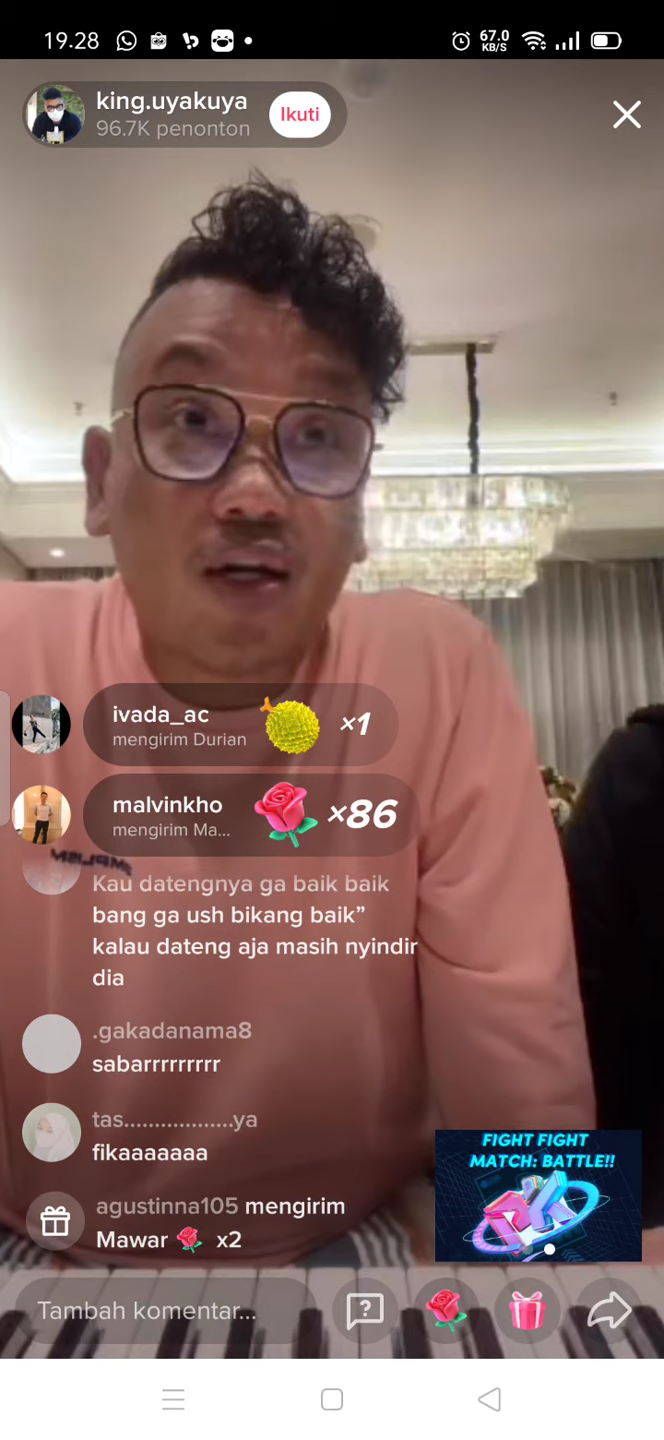 19.28
67.0
KB/S
king.uyakuya
96.7K penonton
Ikuti
ivada_ac
mengirim Durian
×1
malvinkho
mengirim Ma...
×86
Kau datengnya ga baik baik
bang ga ush bikang baik”
kalau dateng aja masih nyindir
dia
.gakadanama8
sabarrrrrrrrr
tas..................ya
fikaaaaaaa
agustinna105 mengirim
Mawar x2
FIGHT FIGHT
MATCH: BATTLE!!
Tambah komentar...